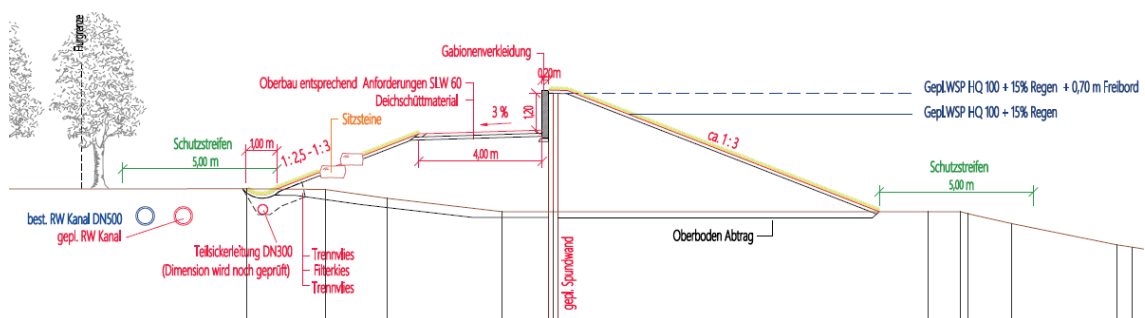 Flurgrenze
Gabionenverkleidung
0,20m
Oberbau entsprechend Anforderungen SLW 60
Deichschüttmaterial
3 %
1,20
Sitzsteine
Gepl.WSP HQ 100 + 15% Regen + 0,70 m Freibord
Gepl.WSP HQ 100 + 15% Regen
ca. 1 : 3
Schutzstreifen
5,00 m
1,00 m
1 : 2,5 - 1 : 3
4,00 m
Schutzstreifen
5,00 m
best. RW Kanal DN500
gepl. RW Kanal
Teilsickerleitung DN300
(Dimension wird noch geprüft)
Trennvlies
Filterkies
Trennvlies
gepl. Spundwand
Oberboden Abtrag